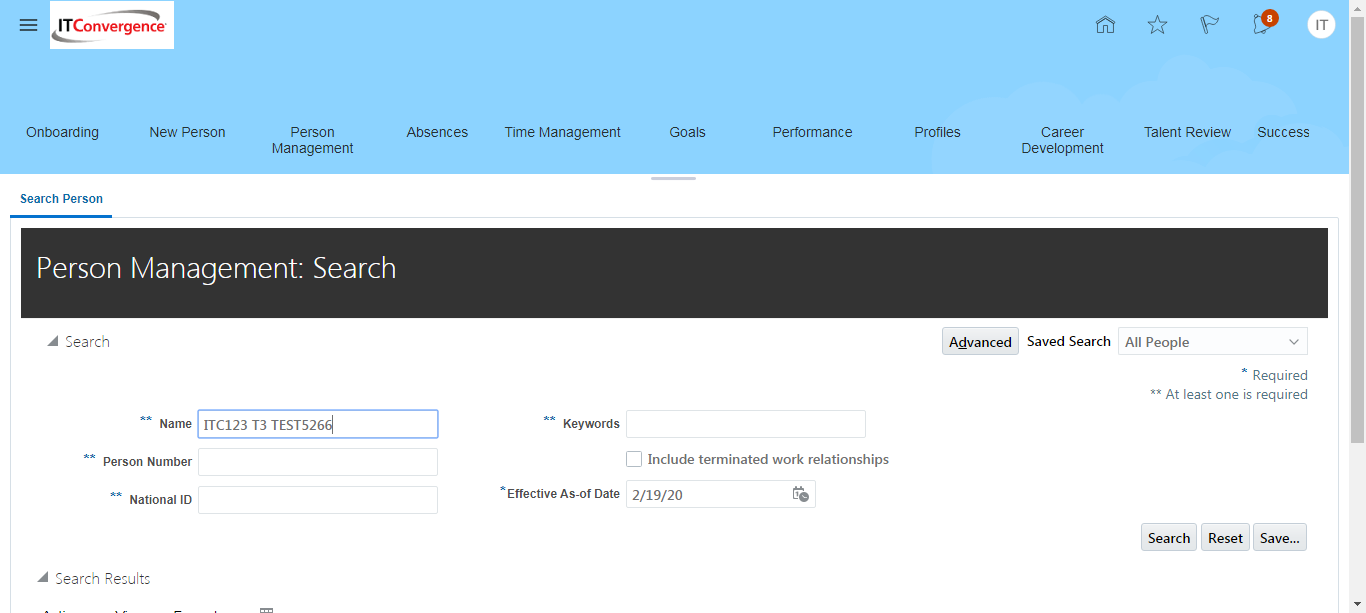 ITConvergence
8
IT
Onboarding
New Person
Person
Management
Absences
Time Management
Goals
Performance
Profiles
Career
Development
Talent Review
Success
Search Person
Person Management: Search
Search
Advanced Saved Search All People
* Required
** At least one is required
** Name ITC123 T3 TEST5266
** Person Number
** National ID
** Keywords
Include terminated work relationships
*Effective As-of Date 2/19/20
Search Reset Save...
Search Results